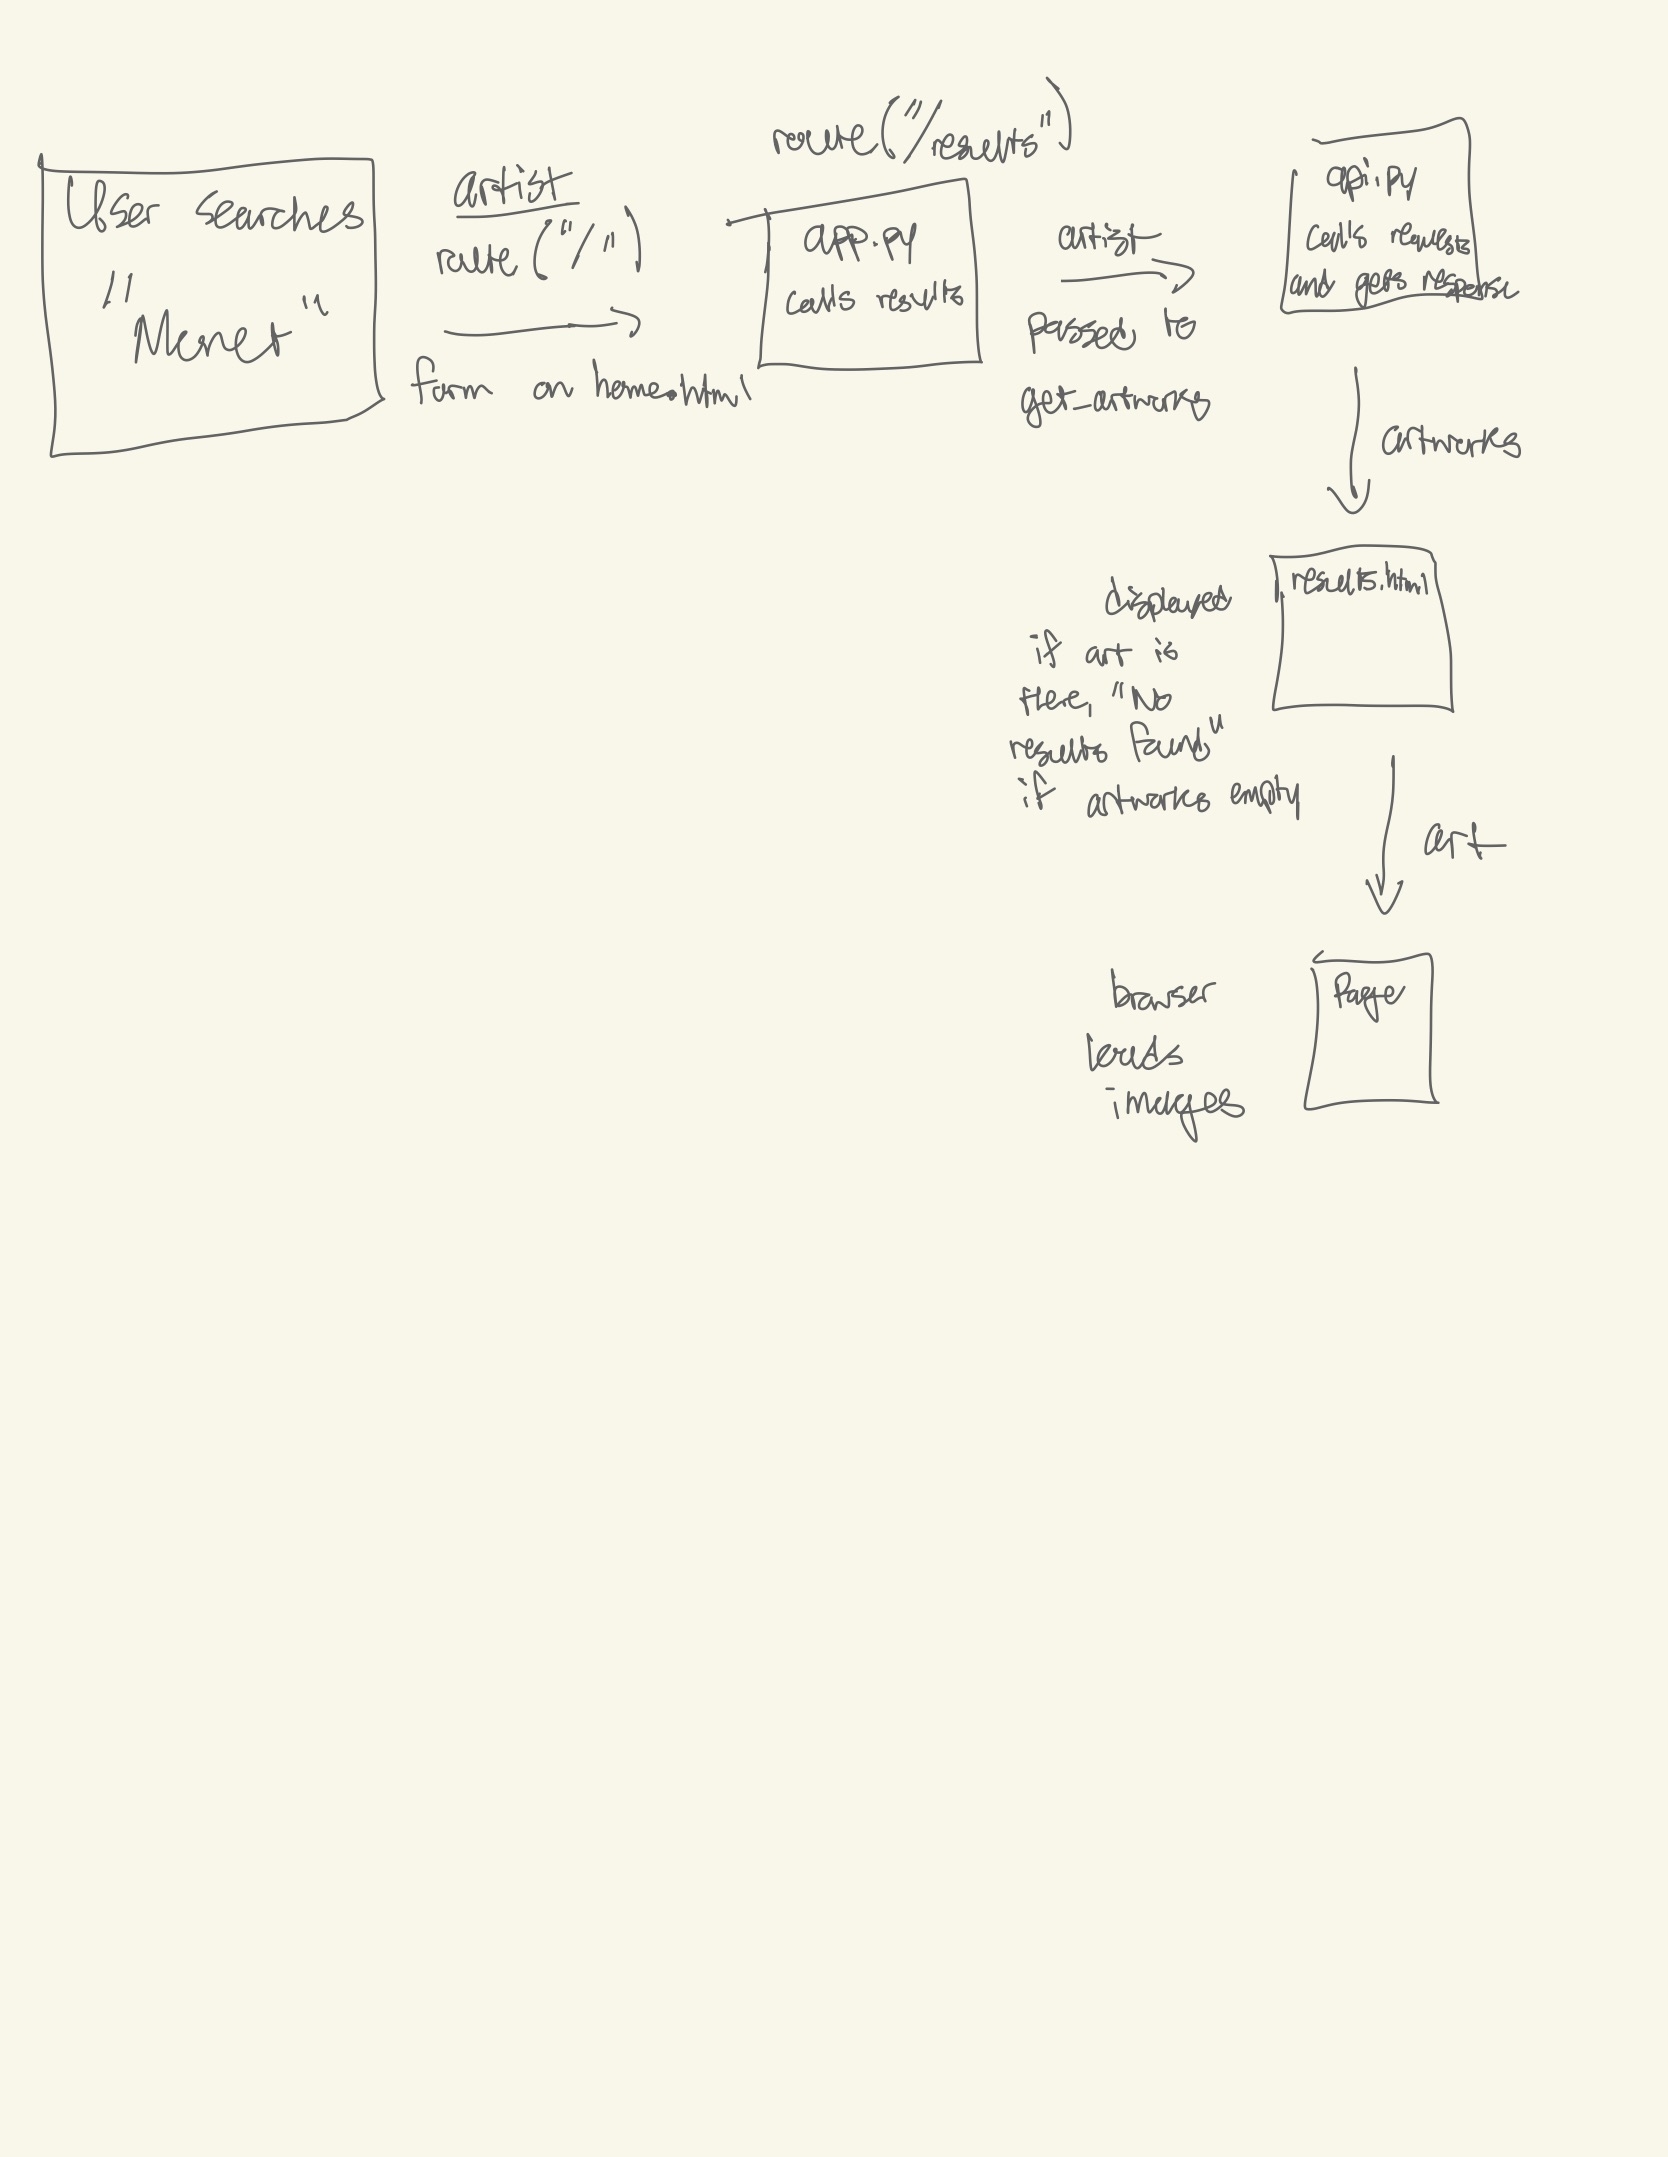 User searches
"
Monet"
artist
route("/")
form on home.html
route("/results")
app.py
calls results
artist
passed to
get_artworks
api.py
calls requests
and gets response
artworks
results.html
displayed
if art is
there, "No
results found"
if artworks empty
art
Page
browser
loads
images